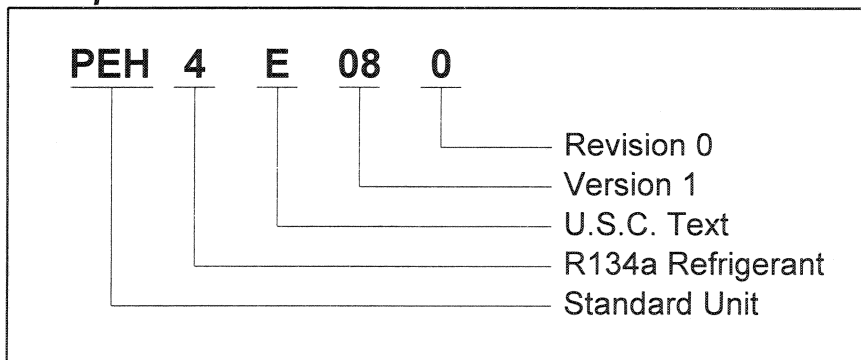 PEH 4 E 08 0
Revision 0
Version 1
U.S.C. Text
R134a Refrigerant
Standard Unit